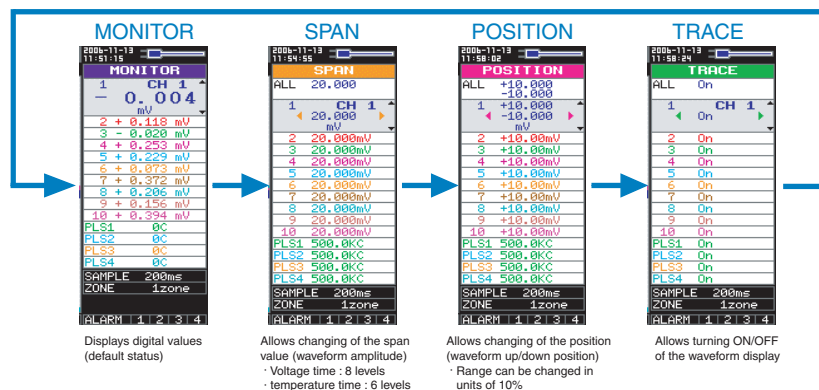 MONITOR
2006-11-13
11:51:15
MONITOR
1 CH 1
- 0.004
mV
2 + 0.118 mV
3 - 0.020 mV
4 + 0.253 mV
5 + 0.229 mV
6 + 0.073 mV
7 + 0.372 mV
8 + 0.206 mV
9 + 0.156 mV
10 + 0.394 mV
PLS1 0C
PLS2 0C
PLS3 0C
PLS4 0C
SAMPLE 200ms
ZONE 1zone
ALARM 1 2 3 4
Displays digital values
(default status)
SPAN
2006-11-13
11:54:55
SPAN
ALL 20.000
1 CH 1
20.000
mV
2 20.000mV
3 20.000mV
4 20.000mV
5 20.000mV
6 20.000mV
7 20.000mV
8 20.000mV
9 20.000mV
10 20.000mV
PLS1 500.0KC
PLS2 500.0KC
PLS3 500.0KC
PLS4 500.0KC
SAMPLE 200ms
ZONE 1zone
ALARM 1 2 3 4
Allows changing of the span
value (waveform amplitude)
· Voltage time : 8 levels
· temperature time : 6 levels
POSITION
2006-11-13
11:58:02
POSITION
ALL +10.000
-10.000
1 +10.000
-10.000
mV
2 +10.00mV
3 +10.00mV
4 +10.00mV
5 +10.00mV
6 +10.00mV
7 +10.00mV
8 +10.00mV
9 +10.00mV
10 +10.00mV
PLS1 500.0KC
PLS2 500.0KC
PLS3 500.0KC
PLS4 500.0KC
SAMPLE 200ms
ZONE 1zone
ALARM 1 2 3 4
Allows changing of the position
(waveform up/down position)
· Range can be changed in
units of 10%
TRACE
2006-11-13
11:58:24
TRACE
ALL On
1 CH 1
On
2 On
3 On
4 On
5 On
6 On
7 On
8 On
9 On
10 On
PLS1 On
PLS2 On
PLS3 On
PLS4 On
SAMPLE 200ms
ZONE 1zone
ALARM 1 2 3 4
Allows turning ON/OFF
of the waveform display